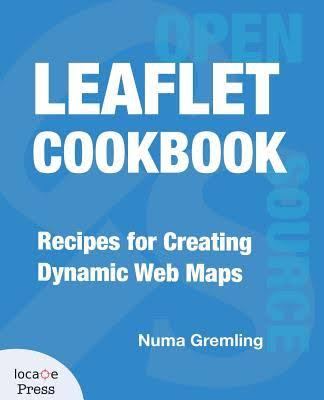 OPEN
SOURCE
LEAFLET
COOKBOOK
Recipes for Creating
Dynamic Web Maps
Numa Gremling
locate
Press